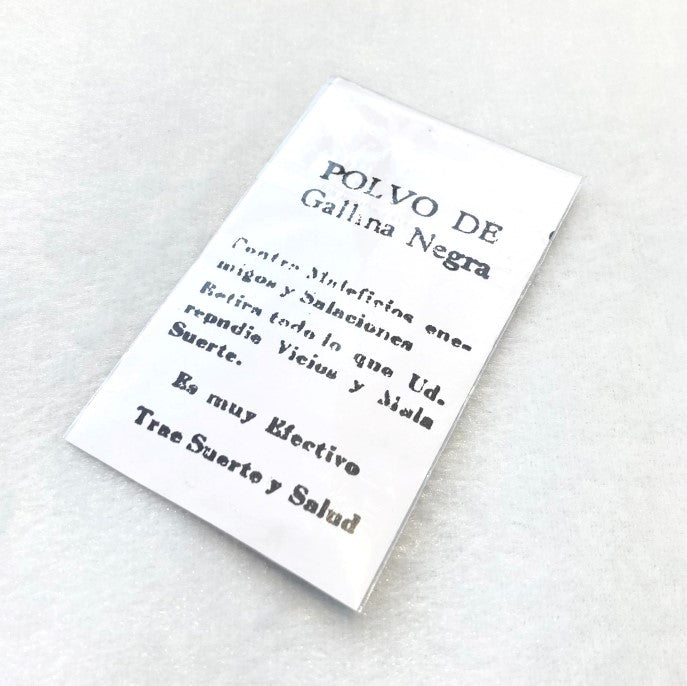 POLVO DE
Gallina Negra
Contra Maleficios ene-
migos y Salaciones
Retira todo lo que Ud.
repudie Vicios y Mala
Suerte.
Es muy Efectivo
Trae Suerte y Salud